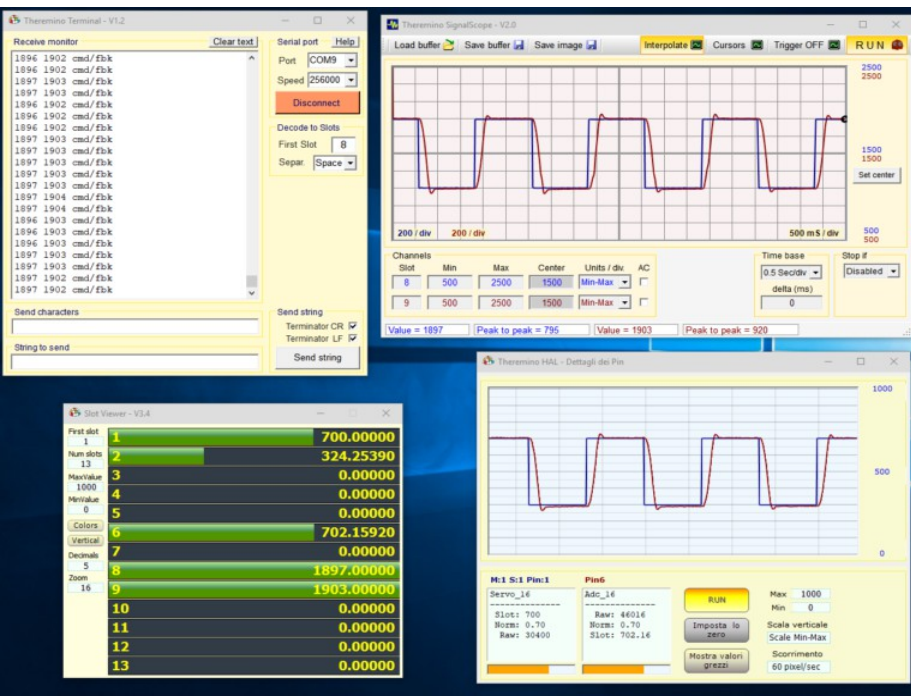 Theremino Terminal - V1.2
Receive monitor
Clear text
1896 1902 cmd/fbk
1896 1902 cmd/fbk
1897 1902 cmd/fbk
1897 1903 cmd/fbk
1896 1902 cmd/fbk
1897 1902 cmd/fbk
1896 1902 cmd/fbk
1897 1903 cmd/fbk
1897 1903 cmd/fbk
1897 1903 cmd/fbk
1897 1903 cmd/fbk
1897 1903 cmd/fbk
1897 1904 cmd/fbk
1897 1904 cmd/fbk
1896 1903 cmd/fbk
1896 1903 cmd/fbk
1896 1903 cmd/fbk
1897 1903 cmd/fbk
1897 1903 cmd/fbk
1897 1902 cmd/fbk
1897 1902 cmd/fbk
Serial port
Help
Port COM9
Speed 256000
Disconnect
Decode to Slots
First Slot 8
Separ. Space
Send characters
String to send
Send string
Terminator CR
Terminator LF
Send string
Theremino SignalScope - V2.0
Load buffer
Save buffer
Save image
Interpolate
Cursors
Trigger OFF
RUN
2500
2500
1500
1500
Set center
500
500
200 / div
200 / div
500 mS / div
Channels
Slot Min Max Center Units / div. AC
8 500 2500 1500 Min-Max
9 500 2500 1500 Min-Max
Time base
0.5 Sec/div
delta (ms)
0
Stop if
Disabled
Value = 1897
Peak to peak = 795
Value = 1903
Peak to peak = 920
Slot Viewer - V3.4
First slot
1
Num slots
13
MaxValue
1000
MinValue
0
Colors
Vertical
Decimals
5
Zoom
16
1 700.00000
2 324.25390
3 0.00000
4 0.00000
5 0.00000
6 702.15920
7 0.00000
8 1897.00000
9 1903.00000
10 0.00000
11 0.00000
12 0.00000
13 0.00000
Theremino HAL - Dettagli dei Pin
1000
500
0
M:1 S:1 Pin:1
Servo_16
--------------
Slot: 700
Norm: 0.70
Raw: 30400
Pin6
Adc_16
--------------
Raw: 46016
Norm: 0.70
Slot: 702.16
RUN
Imposta lo
zero
Mostra valori
grezzi
Max 1000
Min 0
Scala verticale
Scale Min-Max
Scorrimento
60 pixel/sec